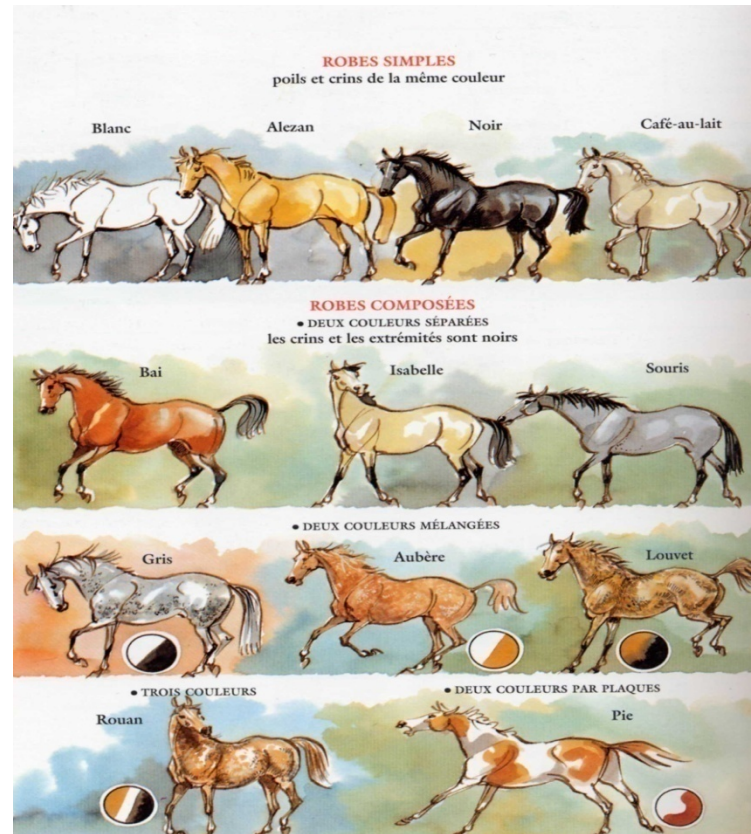 ROBES SIMPLES
poils et crins de la même couleur
Blanc
Alezan
Noir
Café-au-lait
ROBES COMPOSÉES
• DEUX COULEURS SÉPARÉES
les crins et les extrémités sont noirs
Bai
Isabelle
Souris
• DEUX COULEURS MÉLANGÉES
Gris
Aubère
Louvet
• TROIS COULEURS
• DEUX COULEURS PAR PLAQUES
Rouan
Pie